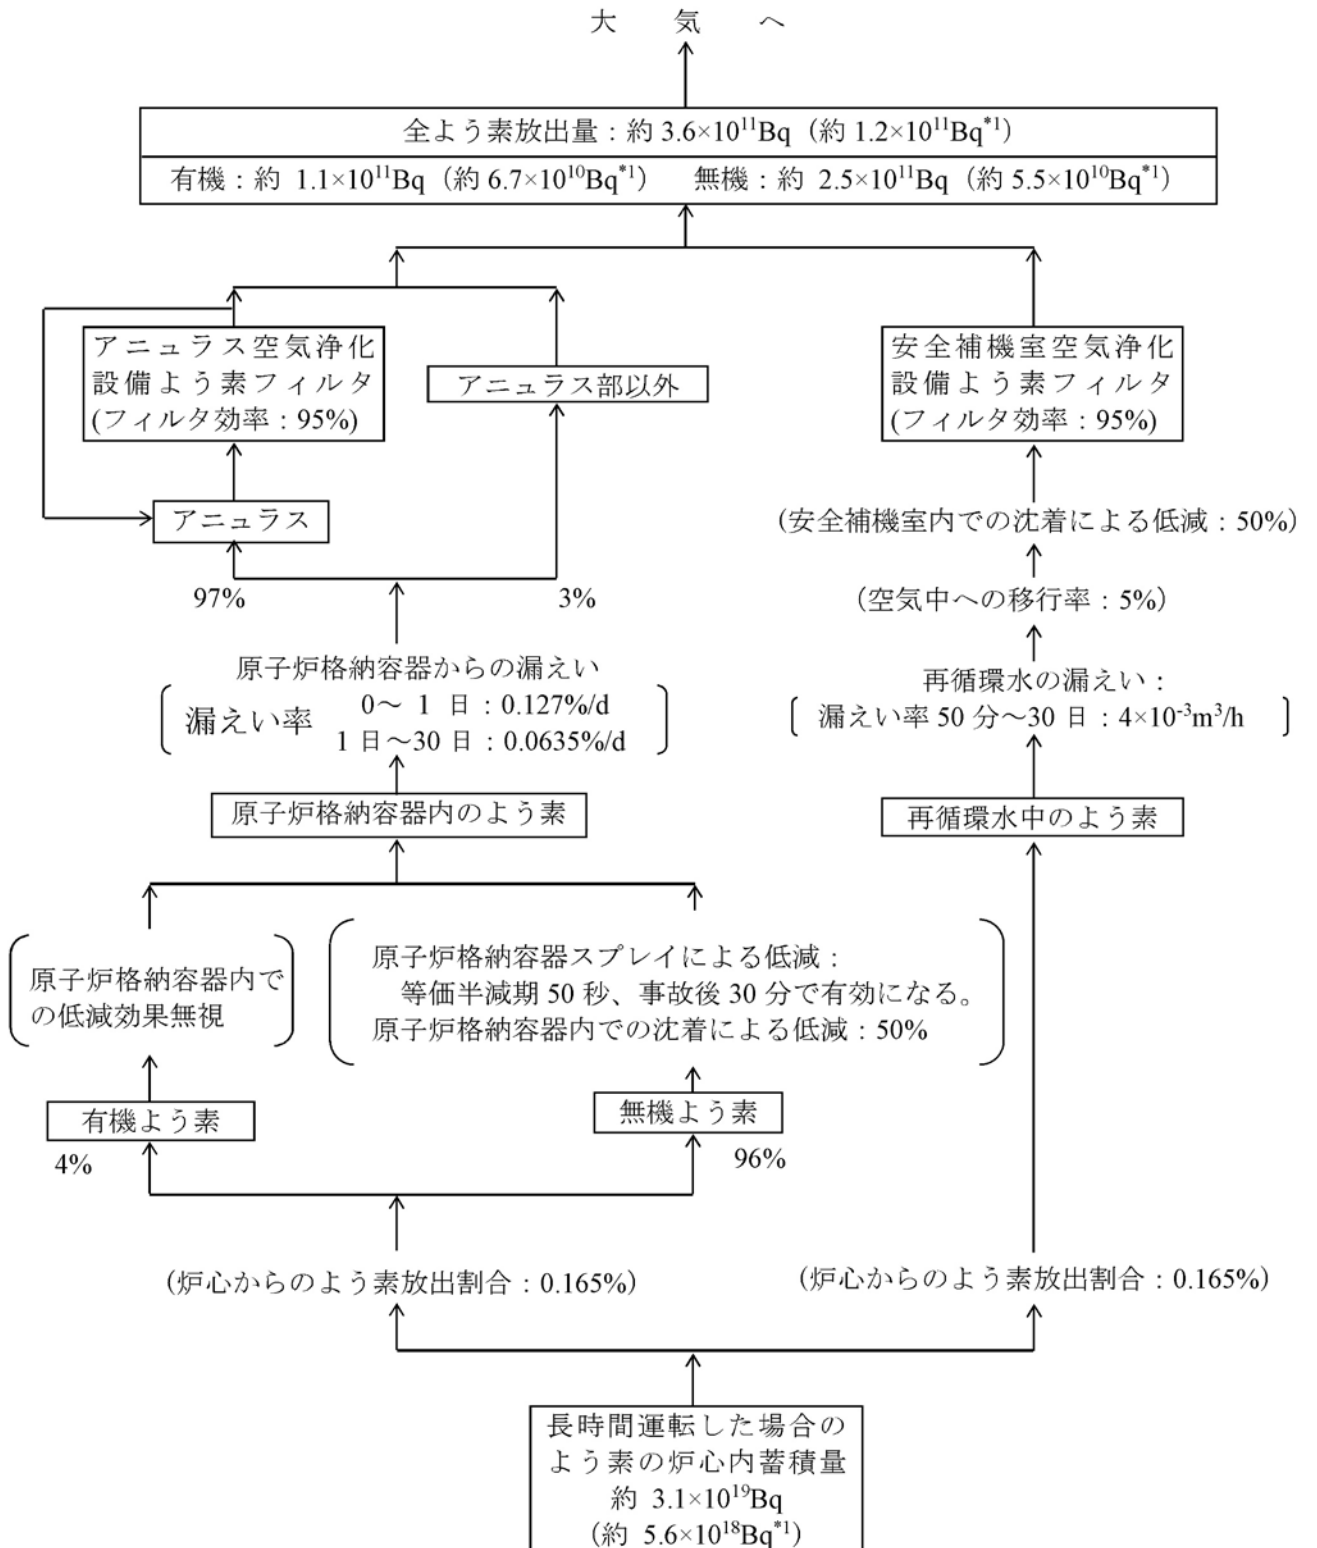 大 気 へ
全よう素放出量：約 3.6×10¹¹Bq（約 1.2×10¹¹Bq*¹）
有機：約 1.1×10¹¹Bq（約 6.7×10¹⁰Bq*¹） 無機：約 2.5×10¹¹Bq（約 5.5×10¹⁰Bq*¹）
アニュラス空気浄化
設備よう素フィルタ
(フィルタ効率：95%)
アニュラス部以外
安全補機室空気浄化
設備よう素フィルタ
(フィルタ効率：95%)
アニュラス
（安全補機室内での沈着による低減：50%）
97%
3%
（空気中への移行率：5%）
原子炉格納容器からの漏えい
漏えい率
0～ 1 日：0.127%/d
1 日～30 日：0.0635%/d
再循環水の漏えい：
漏えい率 50 分～30 日：4×10⁻³m³/h
原子炉格納容器内のよう素
再循環水中のよう素
原子炉格納容器内で
の低減効果無視
原子炉格納容器スプレイによる低減：
等価半減期 50 秒、事故後 30 分で有効になる。
原子炉格納容器内での沈着による低減：50%
有機よう素
無機よう素
4%
96%
（炉心からのよう素放出割合：0.165%）
（炉心からのよう素放出割合：0.165%）
長時間運転した場合の
よう素の炉心内蓄積量
約 3.1×10¹⁹Bq
（約 5.6×10¹⁸Bq*¹）